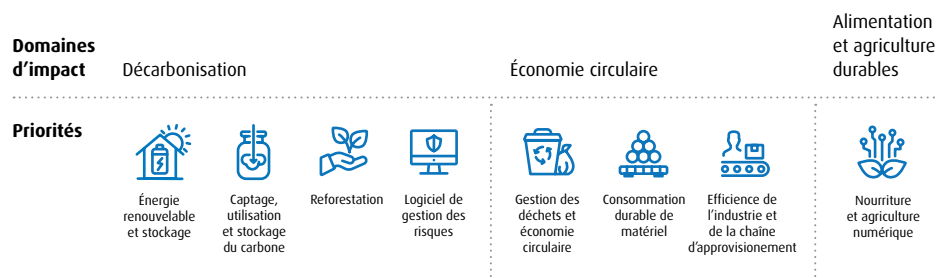 Domaines
d’impact
Décarbonisation
Économie circulaire
Alimentation
et agriculture
durables
Priorités
Énergie
renouvelable
et stockage
Captage,
utilisation
et stockage
du carbone
Reforestation
Logiciel de
gestion des
risques
Gestion des
déchets et
économie
circulaire
Consommation
durable de
matériel
Efficience de
l’industrie et
de la chaîne
d’approvisionement
Nourriture
et agriculture
numérique